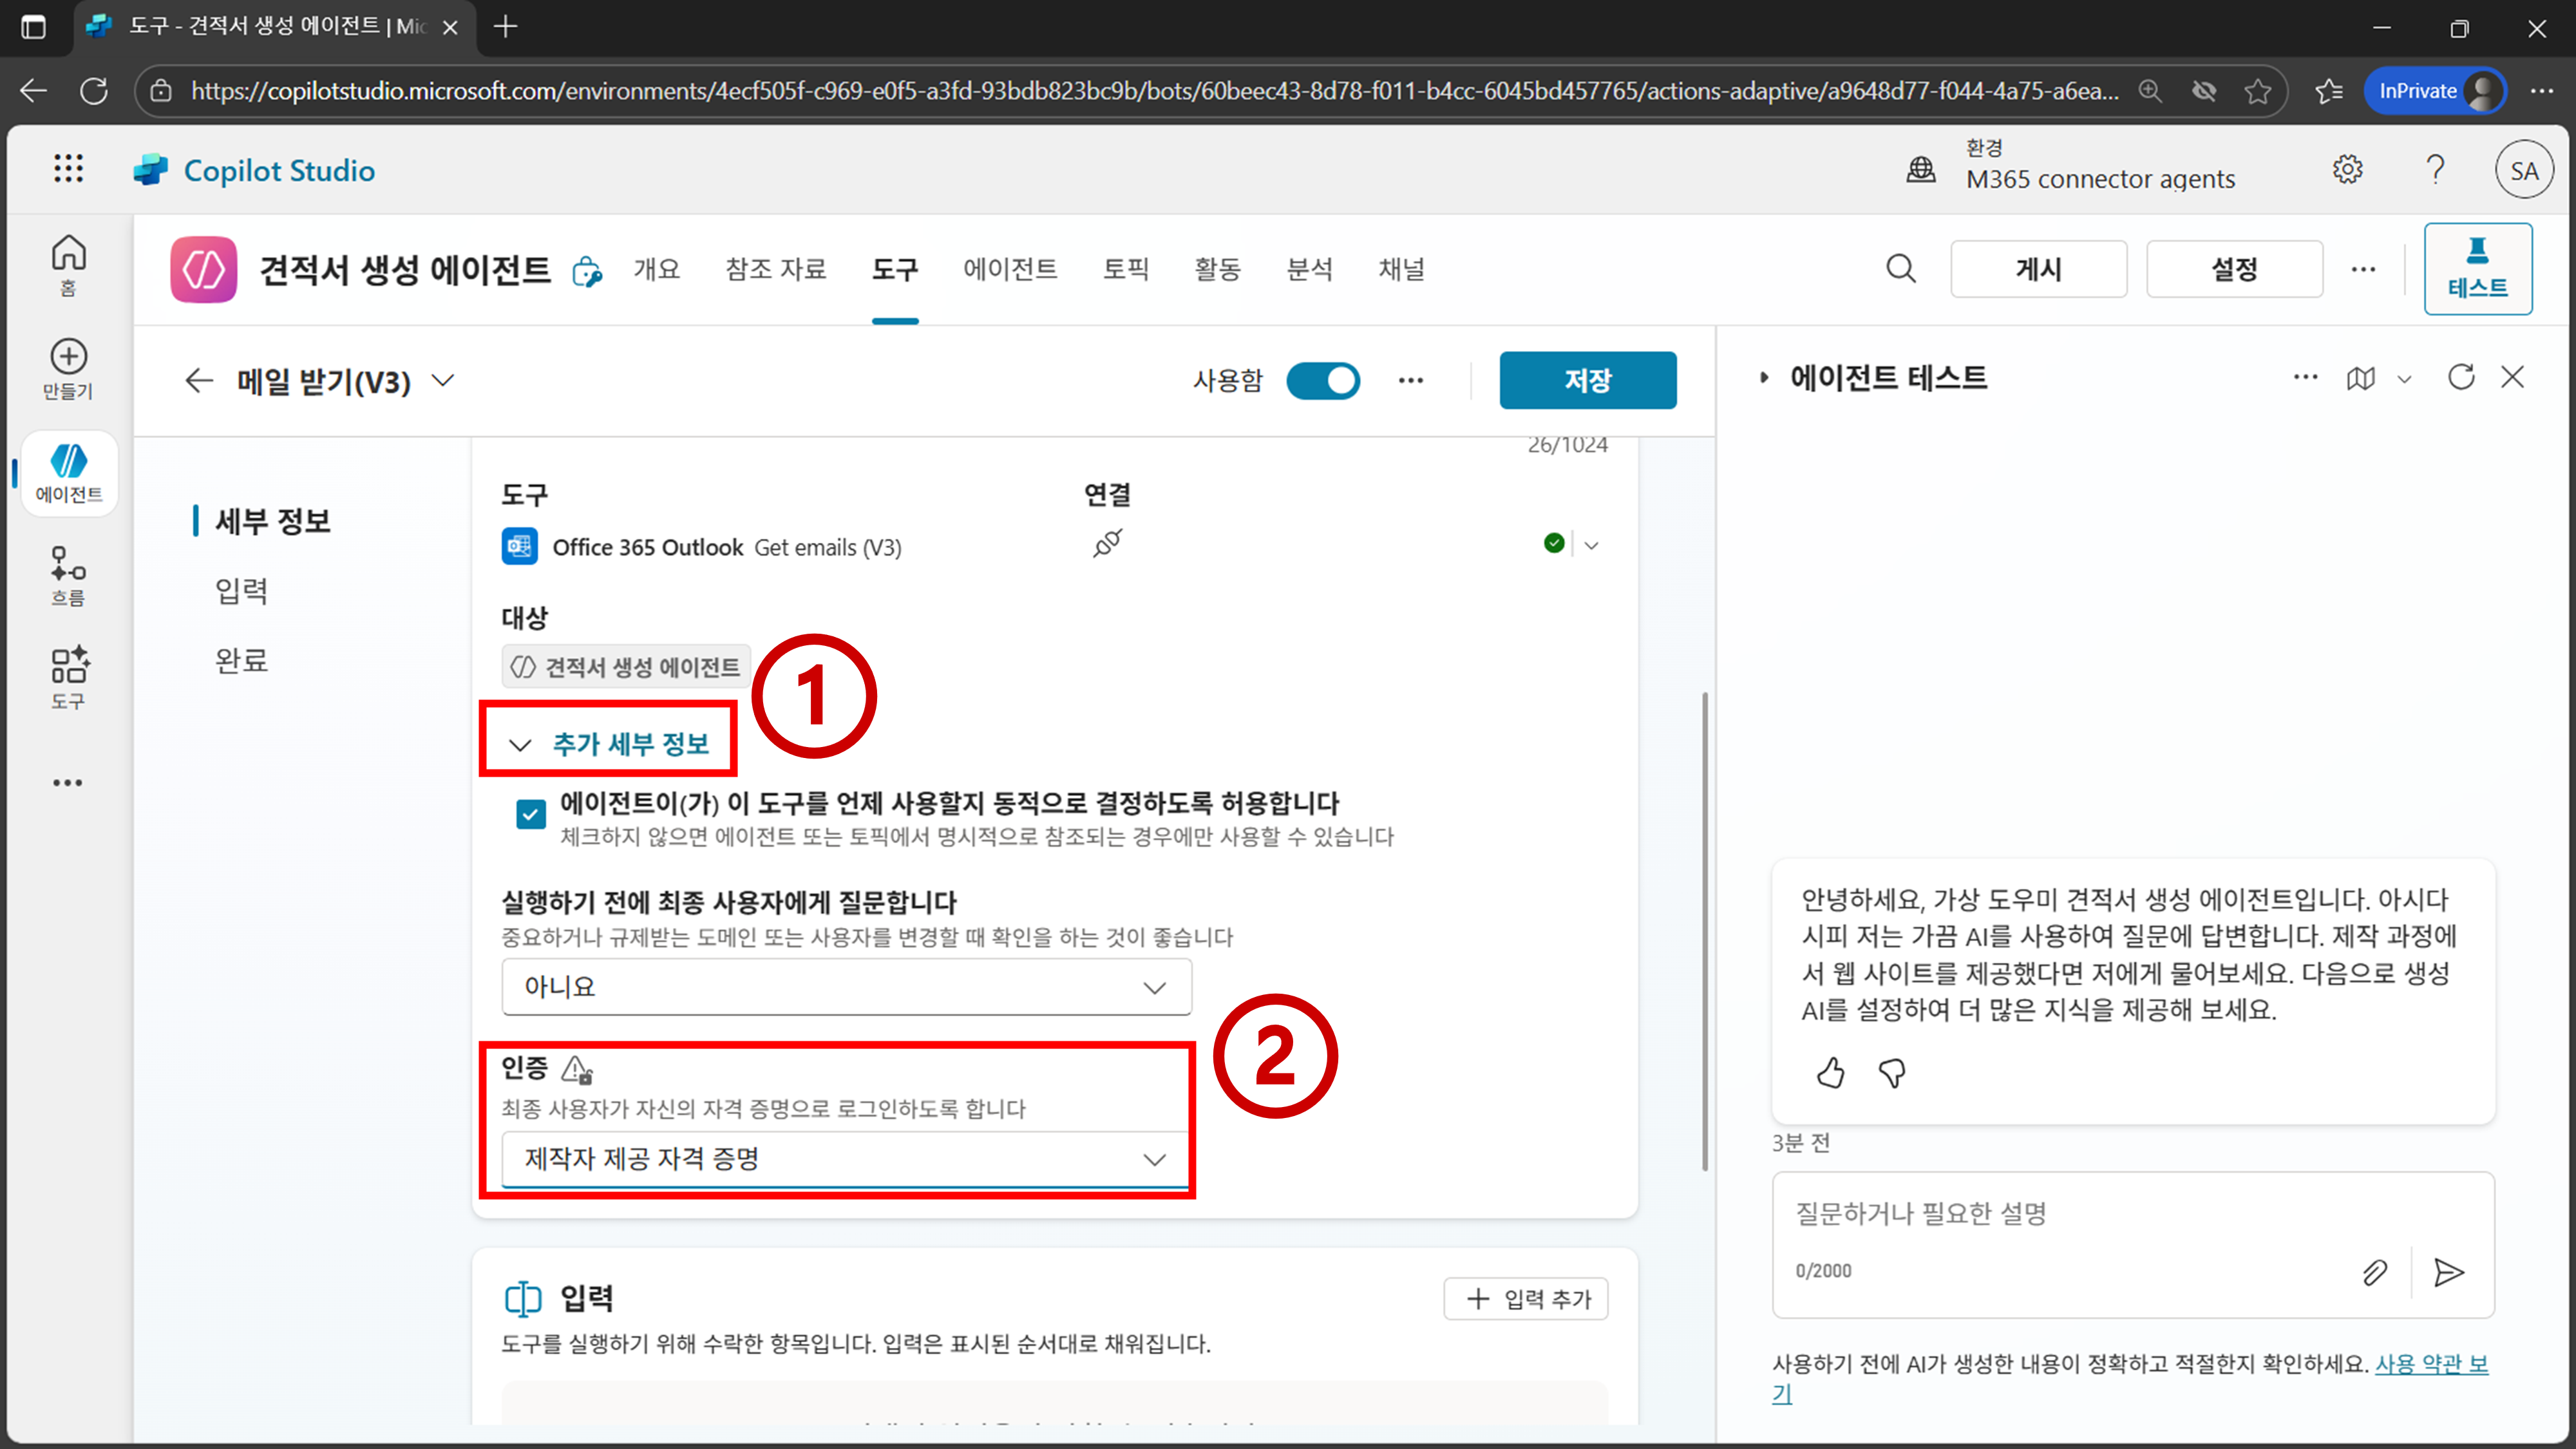 도구 - 견적서 생성 에이전트 | Mic
https://copilotstudio.microsoft.com/environments/4ecf505f-c969-e0f5-a3fd-93bdb823bc9b/bots/60beec43-8d78-f011-b4cc-6045bd457765/actions-adaptive/a9648d77-f044-4a75-a6ea...
InPrivate
Copilot Studio
환경
M365 connector agents
SA
홈
만들기
에이전트
흐름
도구
견적서 생성 에이전트
개요
참조 자료
도구
에이전트
토픽
활동
분석
채널
게시
설정
테스트
메일 받기(V3)
사용함
저장
세부 정보
입력
완료
26/1024
도구
연결
Office 365 Outlook Get emails (V3)
대상
견적서 생성 에이전트
1
추가 세부 정보
에이전트이(가) 이 도구를 언제 사용할지 동적으로 결정하도록 허용합니다
체크하지 않으면 에이전트 또는 토픽에서 명시적으로 참조되는 경우에만 사용할 수 있습니다
실행하기 전에 최종 사용자에게 질문합니다
중요하거나 규제받는 도메인 또는 사용자를 변경할 때 확인을 하는 것이 좋습니다
아니요
2
인증
최종 사용자가 자신의 자격 증명으로 로그인하도록 합니다
제작자 제공 자격 증명
입력
입력 추가
도구를 실행하기 위해 수락한 항목입니다. 입력은 표시된 순서대로 채워집니다.
에이전트 테스트
안녕하세요, 가상 도우미 견적서 생성 에이전트입니다. 아시다
시피 저는 가끔 AI를 사용하여 질문에 답변합니다. 제작 과정에
서 웹 사이트를 제공했다면 저에게 물어보세요. 다음으로 생성
AI를 설정하여 더 많은 지식을 제공해 보세요.
3분 전
질문하거나 필요한 설명
0/2000
사용하기 전에 AI가 생성한 내용이 정확하고 적절한지 확인하세요. 사용 약관 보
기